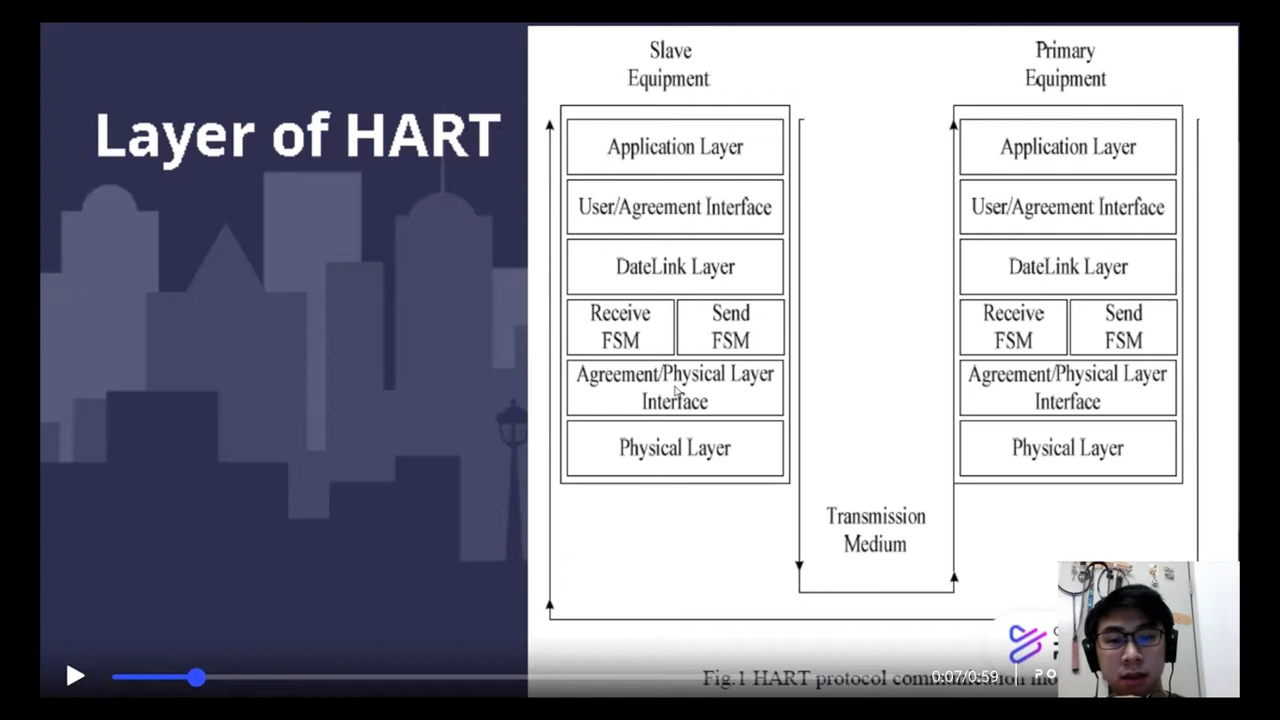 Layer of HART
Slave
Equipment
Application Layer
User/Agreement Interface
DateLink Layer
Receive
FSM
Send
FSM
Agreement/Physical Layer
Interface
Physical Layer
Transmission
Medium
Primary
Equipment
Application Layer
User/Agreement Interface
DateLink Layer
Receive
FSM
Send
FSM
Agreement/Physical Layer
Interface
Physical Layer
Fig.1 HART protocol communication
0:07/0:59